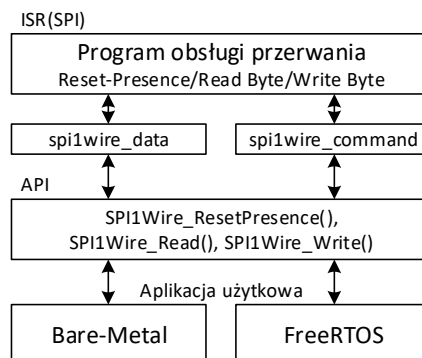 ISR(SPI)
Program obsługi przerwania
Reset-Presence/Read Byte/Write Byte
spi1wire_data
spi1wire_command
API
SPI1Wire_ResetPresence(),
SPI1Wire_Read(), SPI1Wire_Write()
Aplikacja użytkowa
Bare-Metal
FreeRTOS